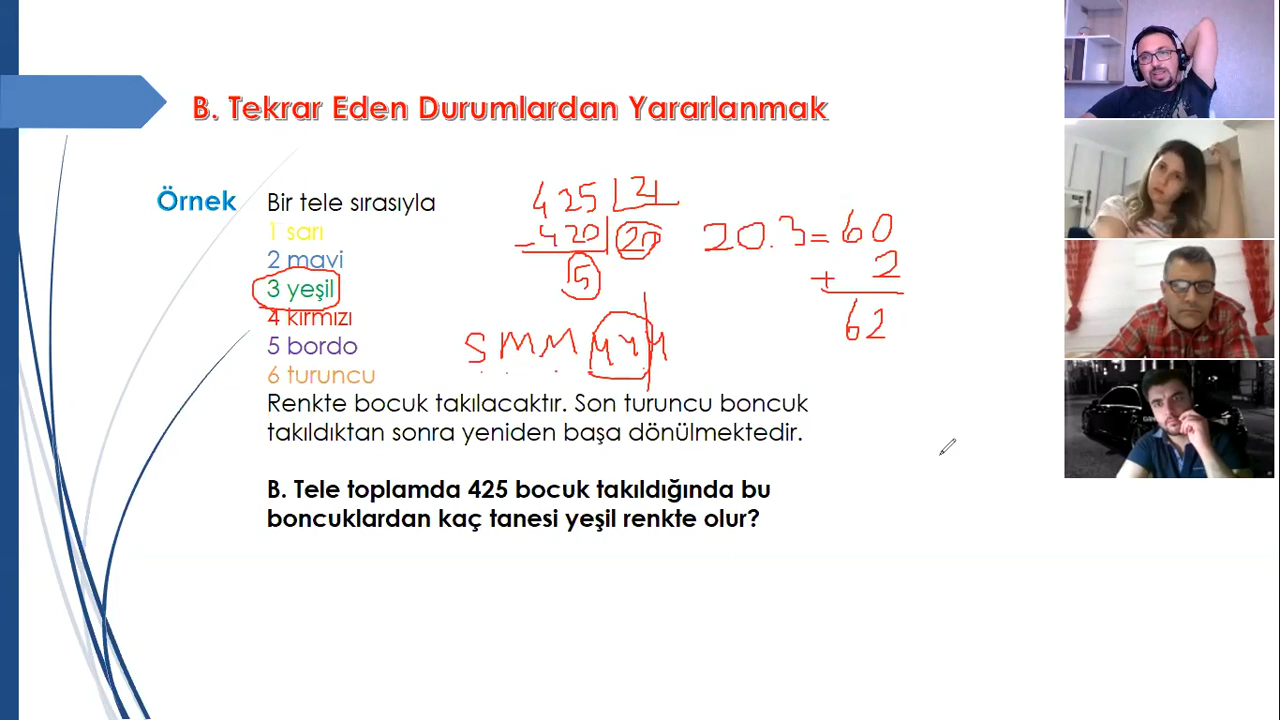 B. Tekrar Eden Durumlardan Yararlanmak
Örnek
Bir tele sırasıyla
1 sarı
2 mavi
3 yeşil
4 kırmızı
5 bordo
6 turuncu
Renkte bocuk takılacaktır. Son turuncu boncuk
takıldıktan sonra yeniden başa dönülmektedir.
B. Tele toplamda 425 bocuk takıldığında bu
boncuklardan kaç tanesi yeşil renkte olur?
425 21
-420 20
5
S M M Y Y Y
20.3=60
+ 2
62